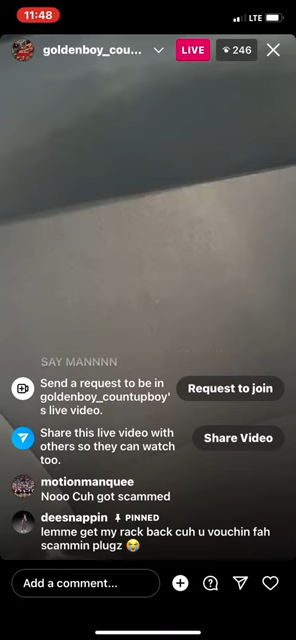 11:48
LTE
goldenboy_cou...
LIVE
246
SAY MANNNN
Send a request to be in
goldenboy_countupboy'
s live video.
Request to join
Share this live video with
others so they can watch
too.
Share Video
motionmanquee
Nooo Cuh got scammed
deesnappin PINNED
lemme get my rack back cuh u vouchin fah
scammin plugz 😭
Add a comment...